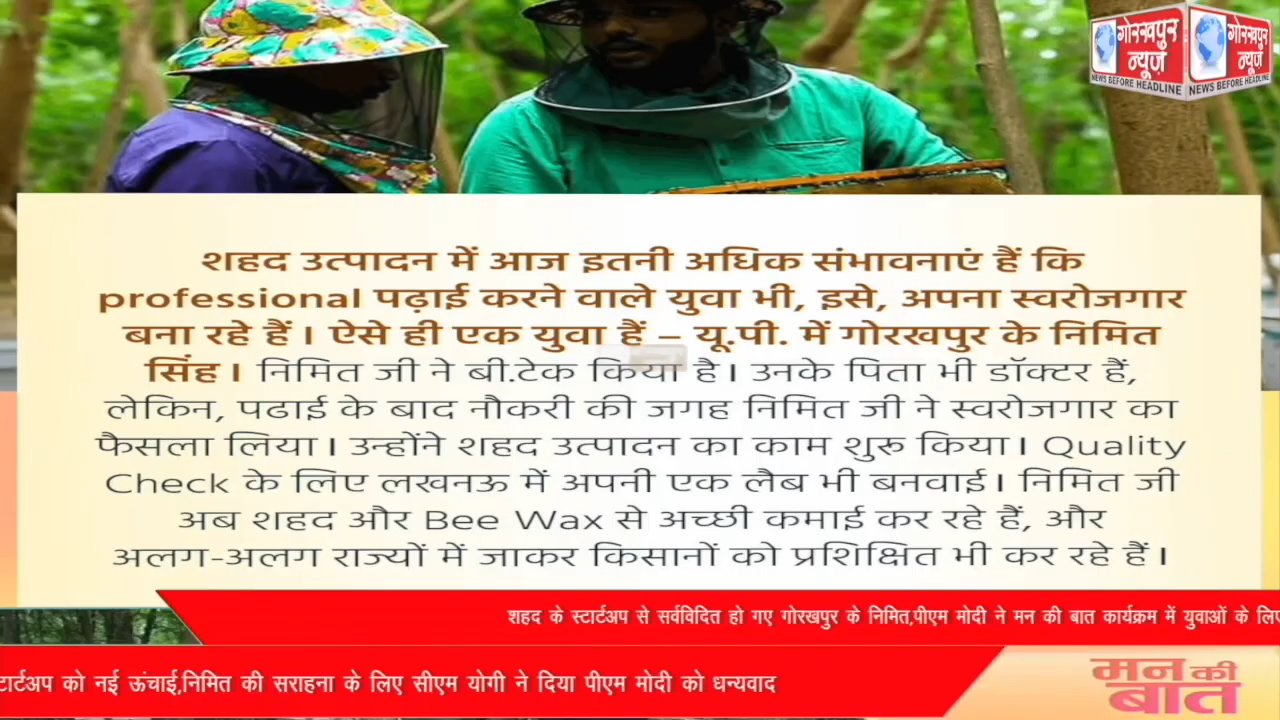 गोरखपुर
न्यूज़
NEWS BEFORE HEADLINE
गोरखपुर
न्यूज़
NEWS BEFORE HEADLINE
शहद उत्पादन में आज इतनी अधिक संभावनाएं हैं कि
professional पढ़ाई करने वाले युवा भी, इसे, अपना स्वरोजगार
बना रहे हैं । ऐसे ही एक युवा हैं – यू.पी. में गोरखपुर के निमित
सिंह । निमित जी ने बी.टेक किया है । उनके पिता भी डॉक्टर हैं,
लेकिन, पढाई के बाद नौकरी की जगह निमित जी ने स्वरोजगार का
फैसला लिया । उन्होंने शहद उत्पादन का काम शुरू किया । Quality
Check के लिए लखनऊ में अपनी एक लैब भी बनवाई । निमित जी
अब शहद और Bee Wax से अच्छी कमाई कर रहे हैं, और
अलग-अलग राज्यों में जाकर किसानों को प्रशिक्षित भी कर रहे हैं ।
शहद के स्टार्टअप से सर्वविदित हो गए गोरखपुर के निमित,पीएम मोदी ने मन की बात कार्यक्रम में युवाओं के लिए
टार्टअप को नई ऊंचाई,निमित की सराहना के लिए सीएम योगी ने दिया पीएम मोदी को धन्यवाद
मन की
बात